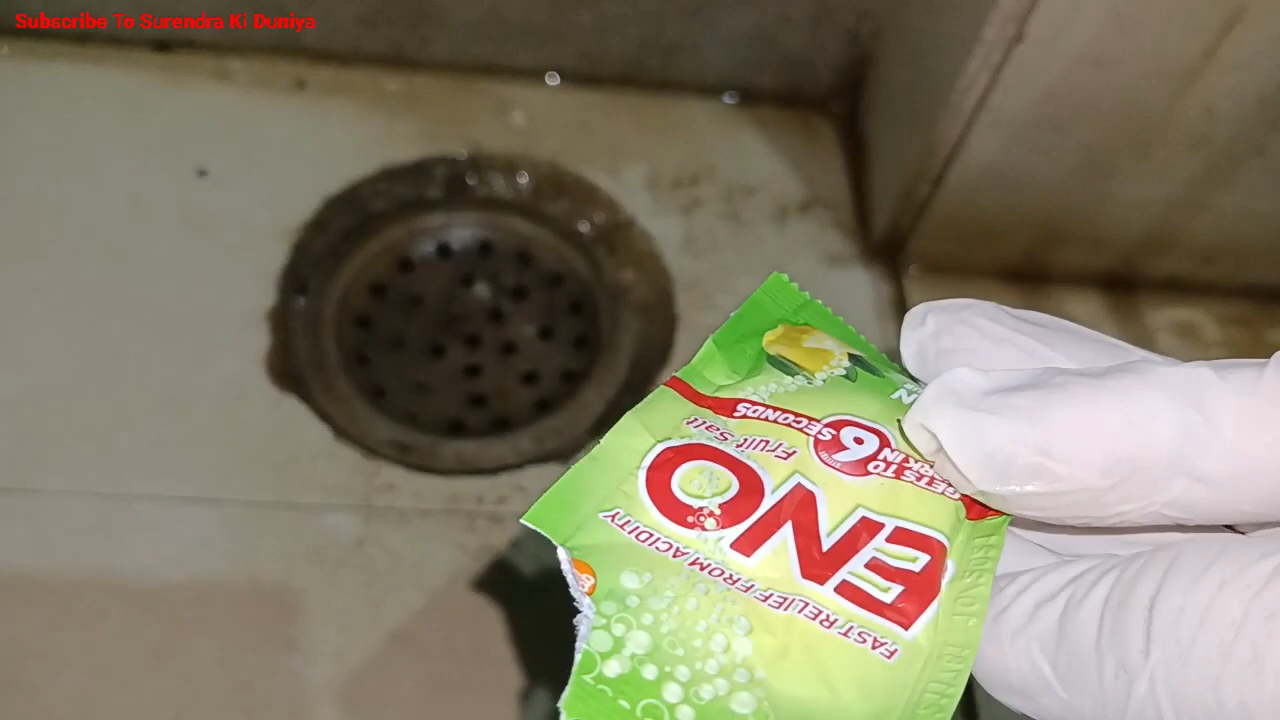 Subscribe To Surendra Ki Duniya
GETS TO
WORK IN
6
SECONDS
Fruit Salt
ENO
FAST RELIEF FROM ACIDITY